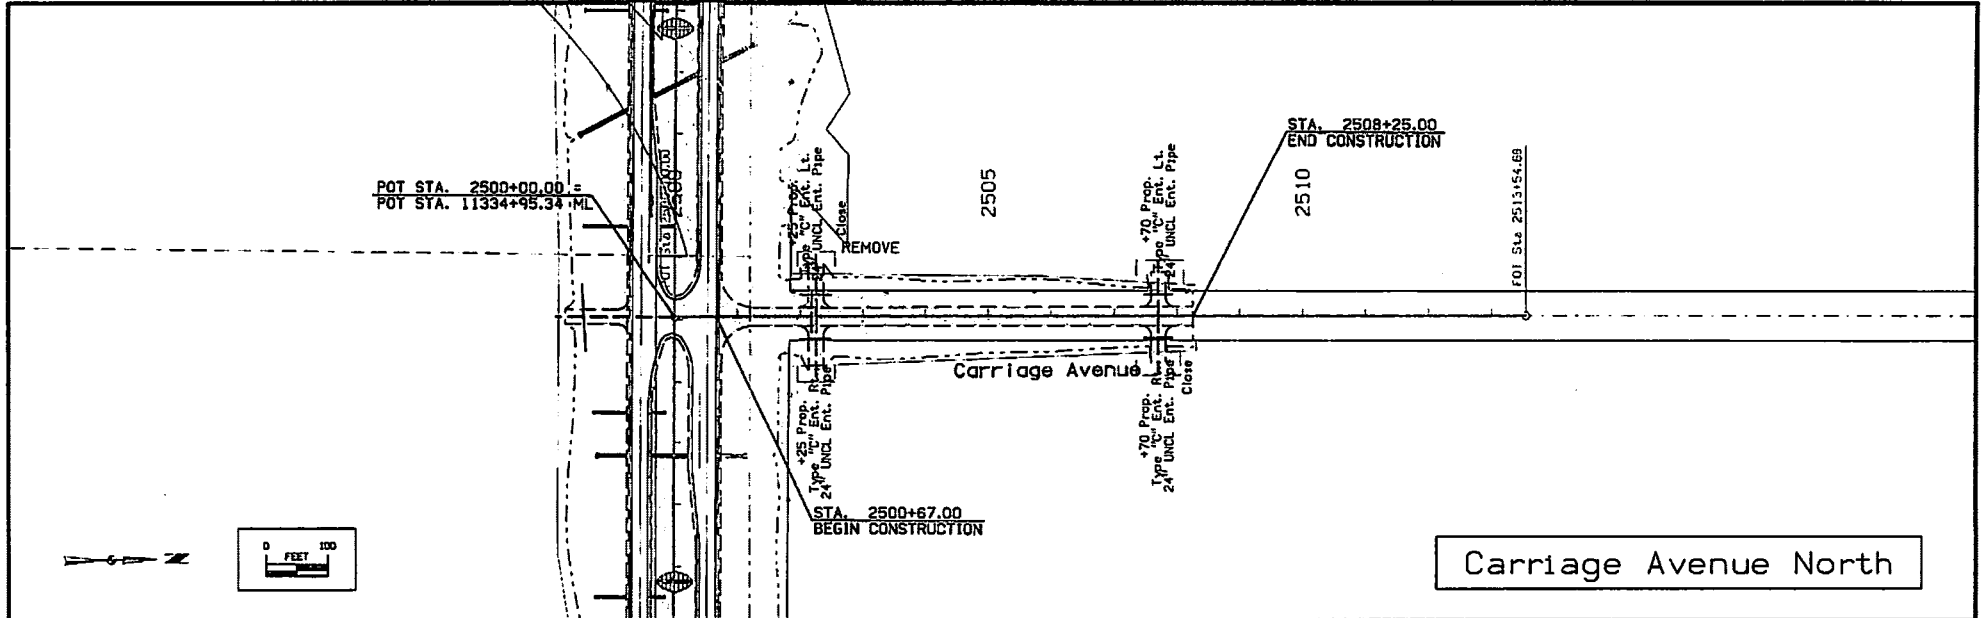 STA. 2508+25.00
END CONSTRUCTION
POT STA. 2500+00.00 =
POT STA. 11334+95.34 ML
+25 Prop.
Type "C" Ent. Lt.
UNCL Ent. Pipe
Close
REMOVE
2505
+70 Prop.
Type "C" Ent. Lt.
24" UNCL Ent. Pipe
2510
POT Sta 2513+54.69
Carriage Avenue
+25 Prop.
Type "C" Ent. Rt.
24" UNCL Ent. Pipe
+70 Prop.
Type "C" Ent. Rt.
24" UNCL Ent. Pipe
Close
STA. 2500+67.00
BEGIN CONSTRUCTION
0 100
FEET
N
Carriage Avenue North